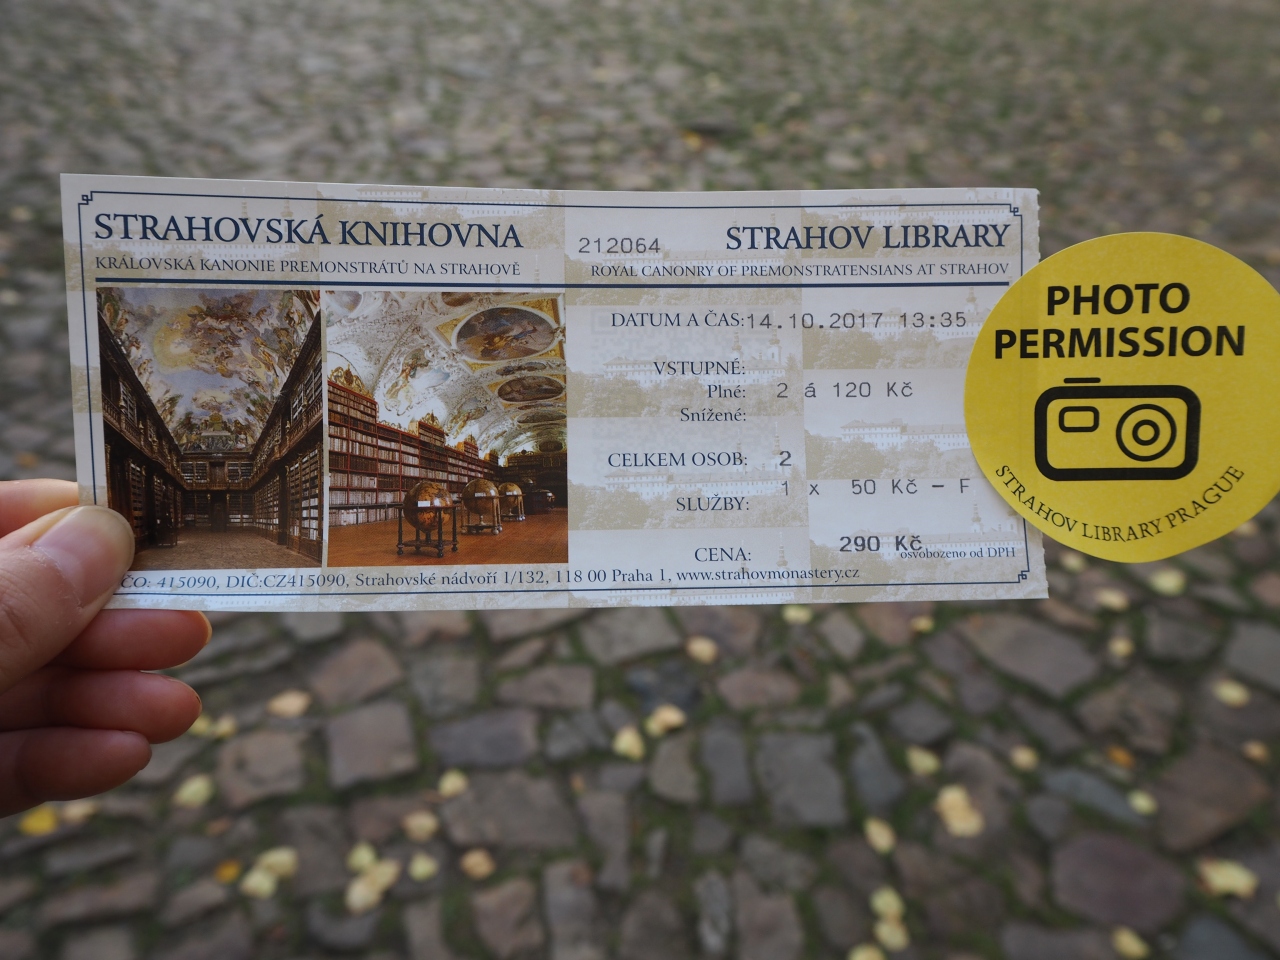 STRAHOVSKÁ KNIHOVNA
KRÁLOVSKÁ KANONIE PREMONSTRÁTŮ NA STRAHOVĚ
212064
STRAHOV LIBRARY
ROYAL CANONRY OF PREMONSTRATENSIANS AT STRAHOV
DATUM A ČAS: 14.10.2017 13:35
VSTUPNÉ:
Plné: 2 á 120 Kč
Snížené:
CELKEM OSOB: 2
SLUŽBY: 1 x 50 Kč – F
CENA: 290 Kč
osvobozeno od DPH
ČO: 415090, DIČ:CZ415090, Strahovské nádvoří 1/132, 118 00 Praha 1, www.strahovmonastery.cz
PHOTO
PERMISSION
STRAHOV LIBRARY PRAGUE